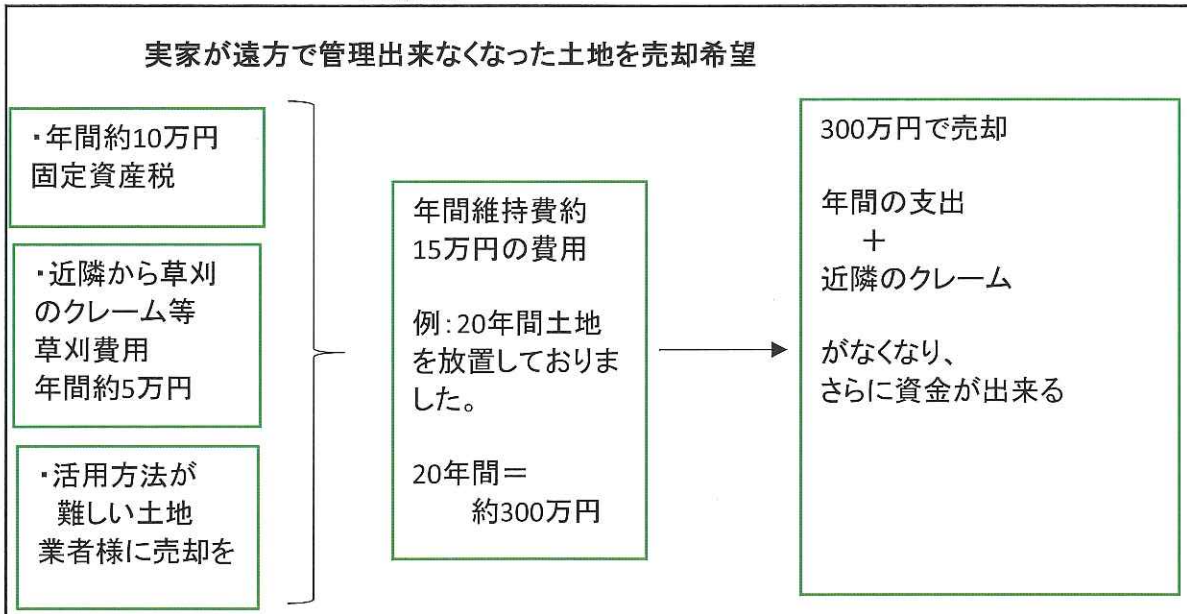 実家が遠方で管理出来なくなった土地を売却希望
・年間約10万円
固定資産税
・近隣から草刈
のクレーム等
草刈費用
年間約5万円
・活用方法が
難しい土地
業者様に売却を
年間維持費約
15万円の費用
例：20年間土地
を放置しておりま
した。
20年間＝
約300万円
300万円で売却
年間の支出
＋
近隣のクレーム
がなくなり、
さらに資金が出来る